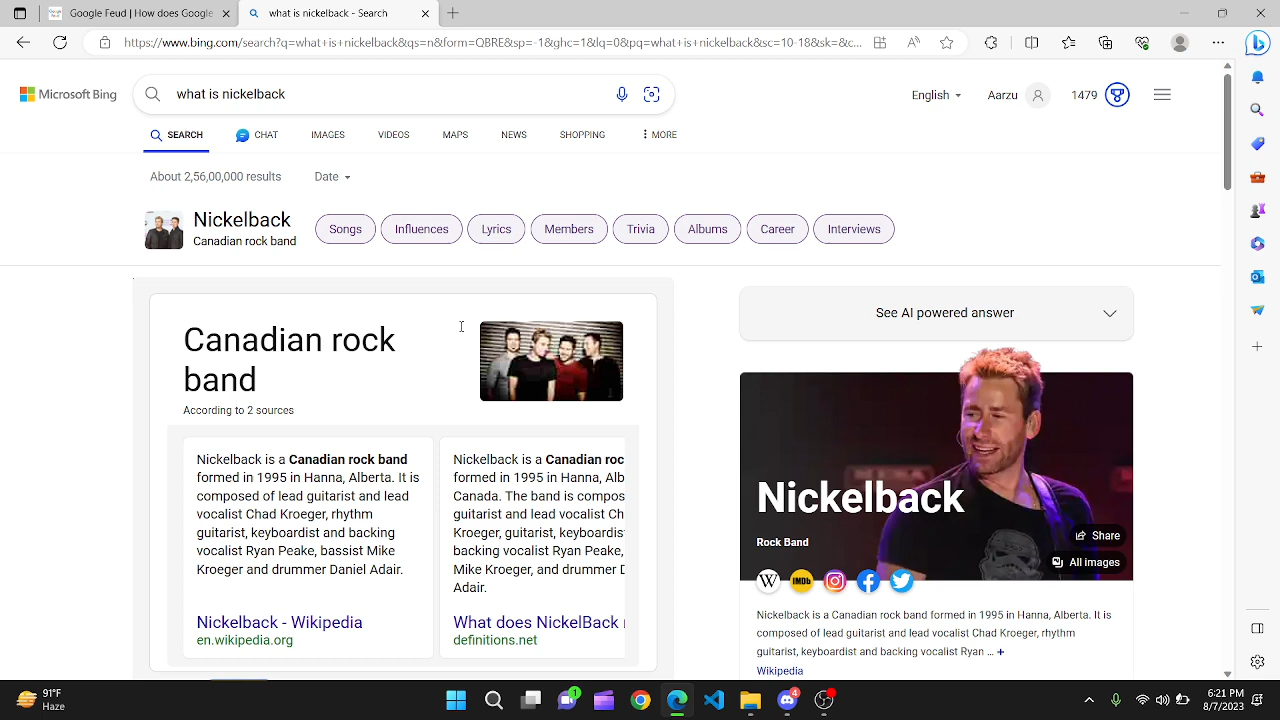 Google Feud | How does Google
what is nickelback - Search
https://www.bing.com/search?q=what+is+nickelback&qs=n&form=QBRE&sp=-1&qhc=1&lq=0&pq=what+is+nickelback&sc=10-18&sk=&c...
Microsoft Bing
what is nickelback
English
Aarzu
1479
SEARCH
CHAT
IMAGES
VIDEOS
MAPS
NEWS
SHOPPING
MORE
About 2,56,00,000 results
Date
Nickelback
Canadian rock band
Songs
Influences
Lyrics
Members
Trivia
Albums
Career
Interviews
Canadian rock
band
According to 2 sources
Nickelback is a Canadian rock band
formed in 1995 in Hanna, Alberta. It is
composed of lead guitarist and lead
vocalist Chad Kroeger, rhythm
guitarist, keyboardist and backing
vocalist Ryan Peake, bassist Mike
Kroeger and drummer Daniel Adair.
Nickelback - Wikipedia
en.wikipedia.org
Nickelback is a Canadian roc
formed in 1995 in Hanna, Alb
Canada. The band is compos
guitarist and lead vocalist Ch
Kroeger, guitarist, keyboardis
backing vocalist Ryan Peake,
Mike Kroeger, and drummer D
Adair.
What does NickelBack
definitions.net
See AI powered answer
Nickelback
Rock Band
Share
All images
W
IMDb
Nickelback is a Canadian rock band formed in 1995 in Hanna, Alberta. It is
composed of lead guitarist and lead vocalist Chad Kroeger, rhythm
guitarist, keyboardist and backing vocalist Ryan ... +
Wikipedia
91°F
Haze
1
4
6:21 PM
8/7/2023